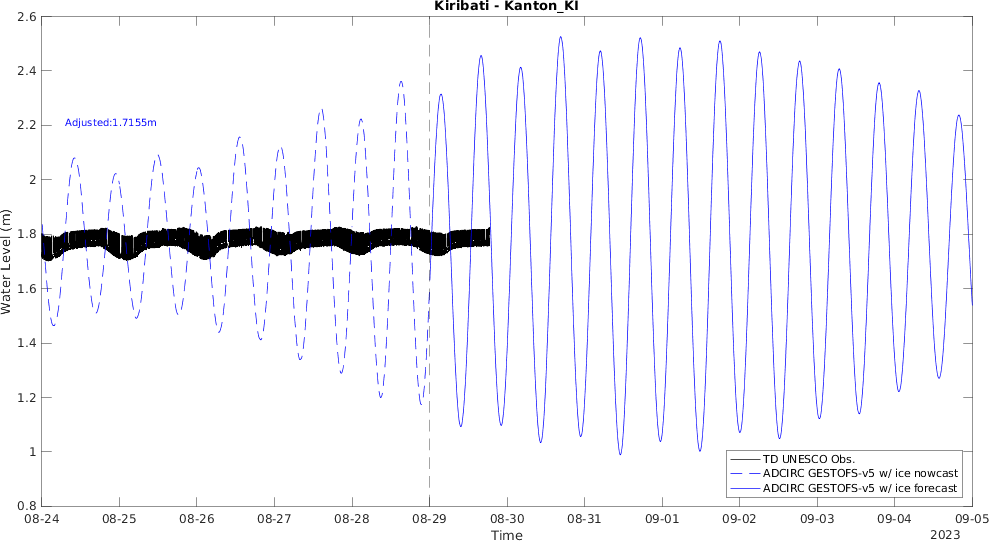 Kiribati - Kanton_KI
2.6
2.4
2.2
2
1.8
1.6
1.4
1.2
1
0.8
Water Level (m)
Adjusted:1.7155m
TD UNESCO Obs.
ADCIRC GESTOFS-v5 w/ ice nowcast
ADCIRC GESTOFS-v5 w/ ice forecast
08-24 08-25 08-26 08-27 08-28 08-29 08-30 08-31 09-01 09-02 09-03 09-04 09-05
Time
2023